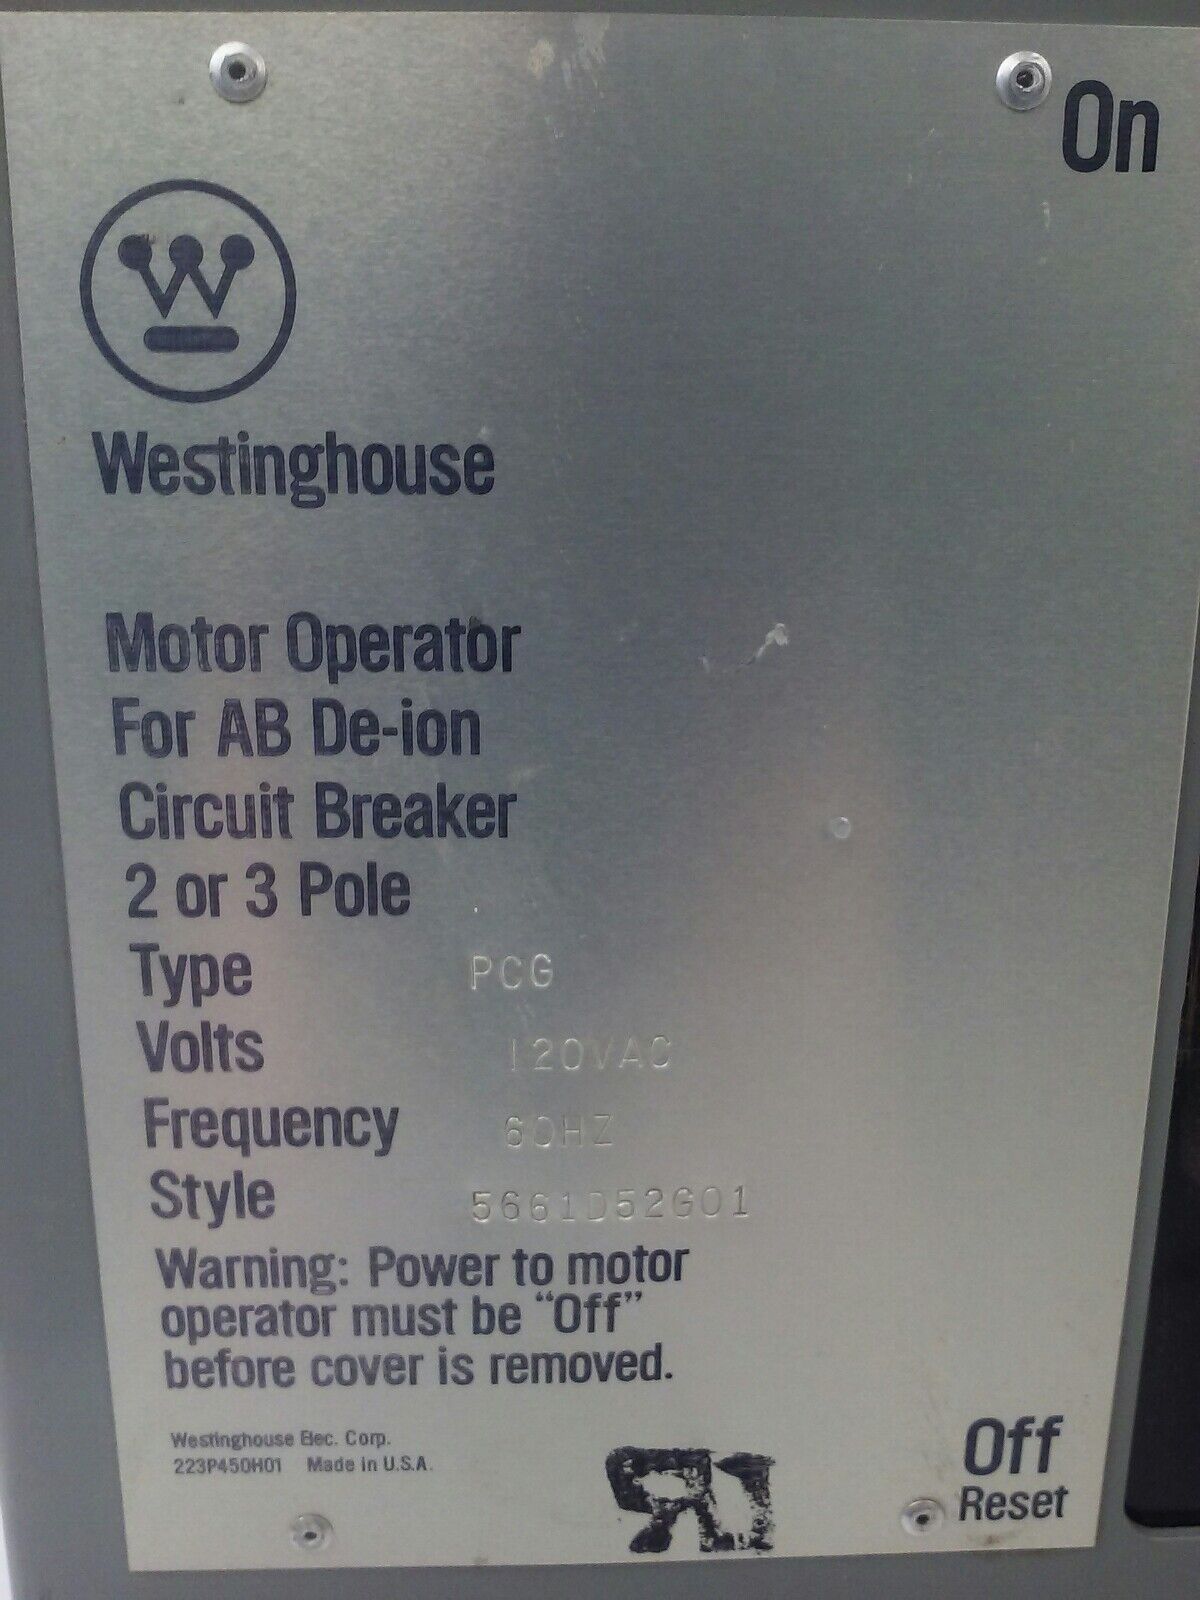 On
W
Westinghouse
Motor Operator
For AB De-ion
Circuit Breaker
2 or 3 Pole
Type PCG
Volts 120VAC
Frequency 60HZ
Style 5661D52G01
Warning: Power to motor
operator must be “Off”
before cover is removed.
Westinghouse Elec. Corp.
223P450H01 Made in U.S.A.
Off
Reset